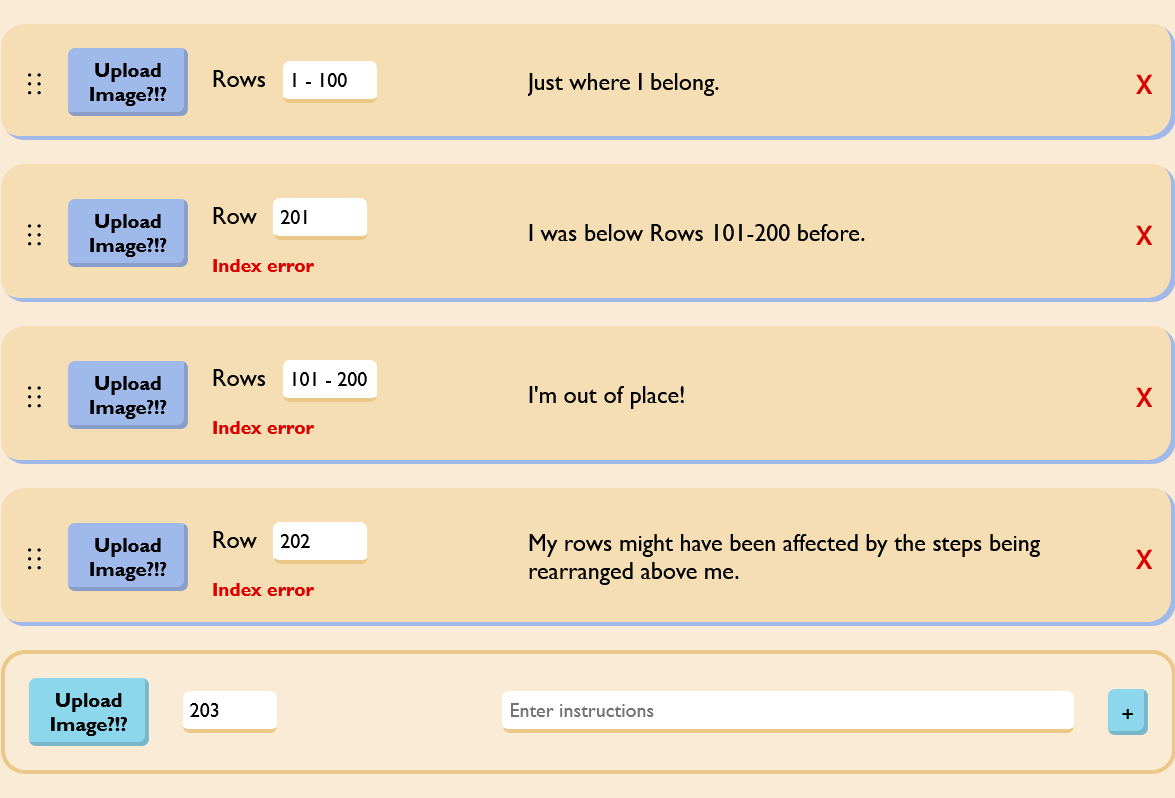 Upload
Image?!?
Rows 1 - 100
Just where I belong.
X
Upload
Image?!?
Row 201
Index error
I was below Rows 101-200 before.
X
Upload
Image?!?
Rows 101 - 200
Index error
I'm out of place!
X
Upload
Image?!?
Row 202
Index error
My rows might have been affected by the steps being
rearranged above me.
X
Upload
Image?!?
203
Enter instructions
+